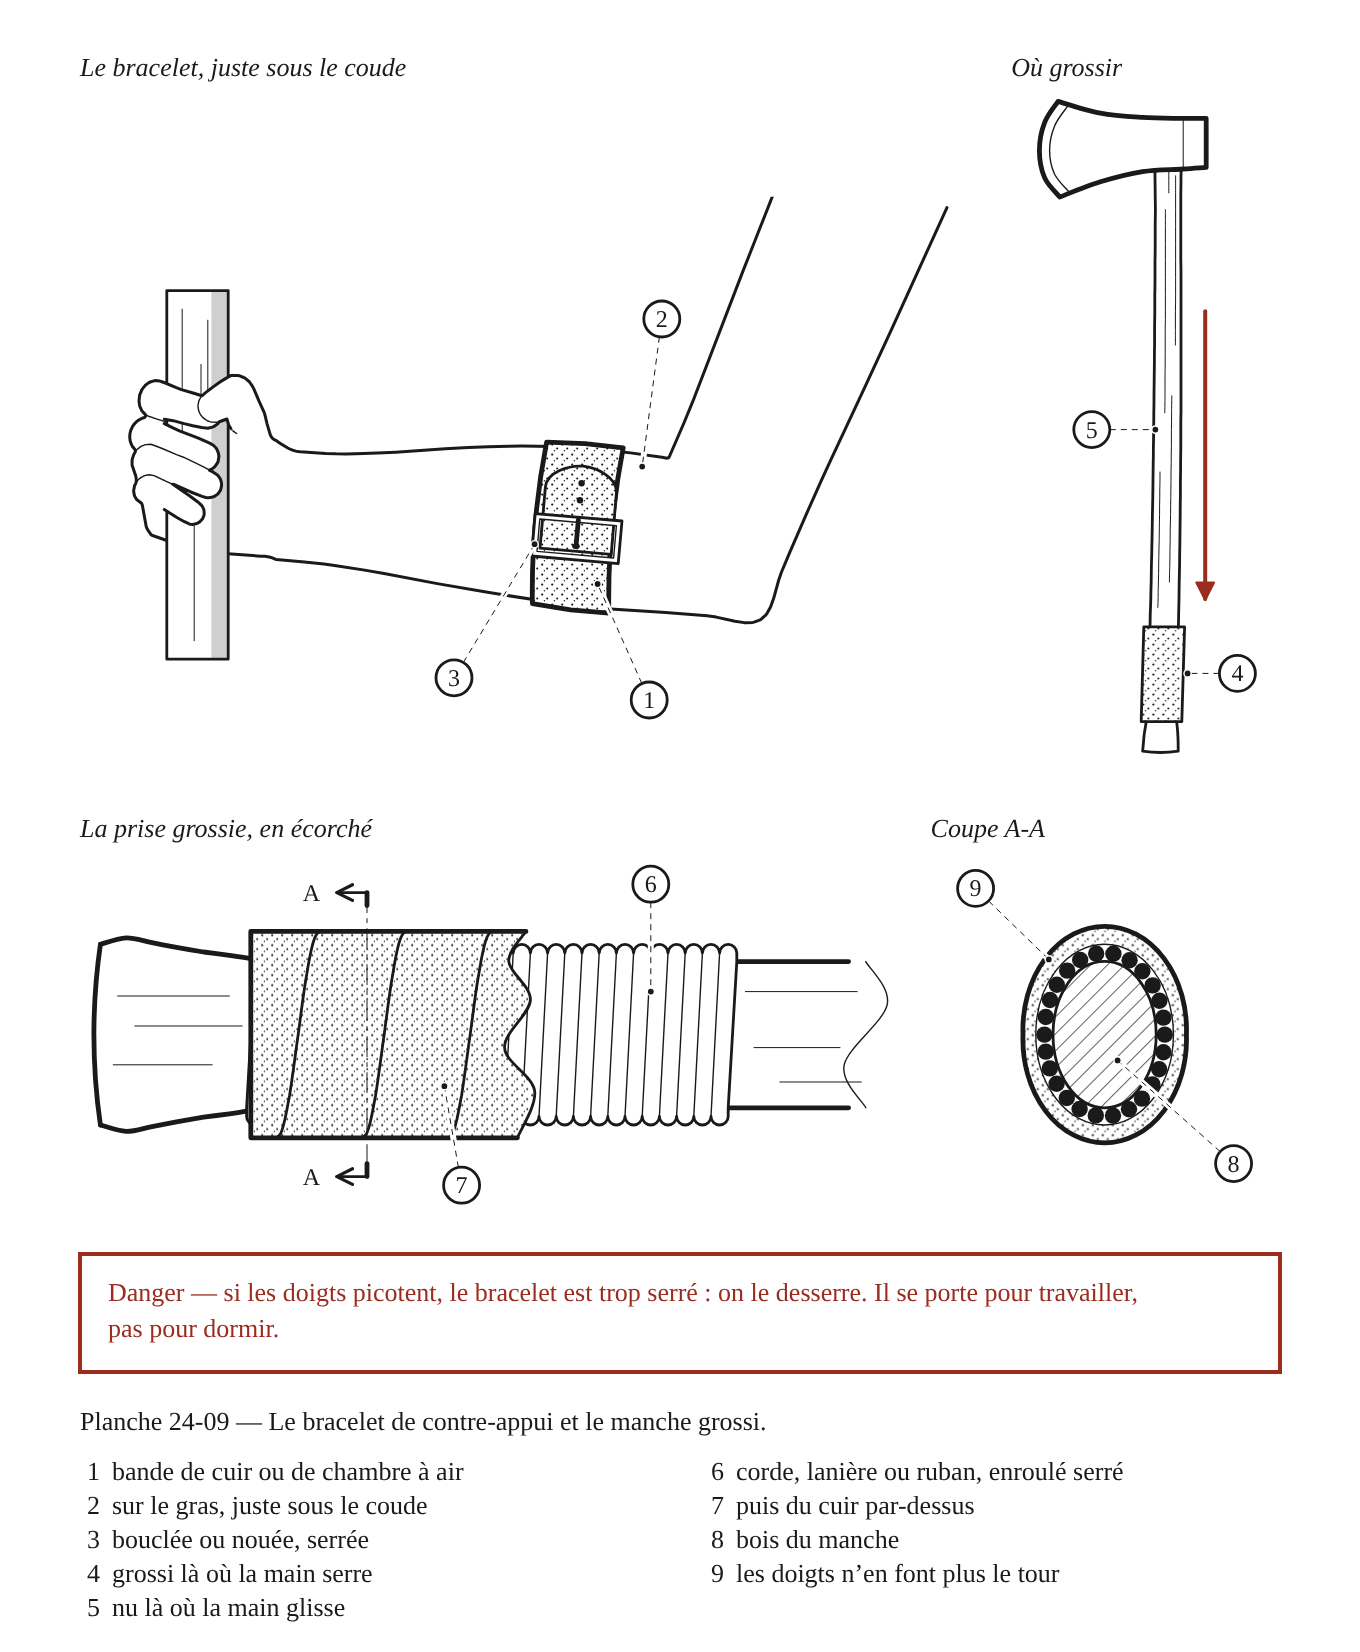 Le bracelet, juste sous le coude
Où grossir
2
5
3
1
4
La prise grossie, en écorché
Coupe A-A
A
6
9
A
7
8
Danger — si les doigts picotent, le bracelet est trop serré : on le desserre. Il se porte pour travailler,
pas pour dormir.
Planche 24-09 — Le bracelet de contre-appui et le manche grossi.
1 bande de cuir ou de chambre à air
2 sur le gras, juste sous le coude
3 bouclée ou nouée, serrée
4 grossi là où la main serre
5 nu là où la main glisse
6 corde, lanière ou ruban, enroulé serré
7 puis du cuir par-dessus
8 bois du manche
9 les doigts n’en font plus le tour